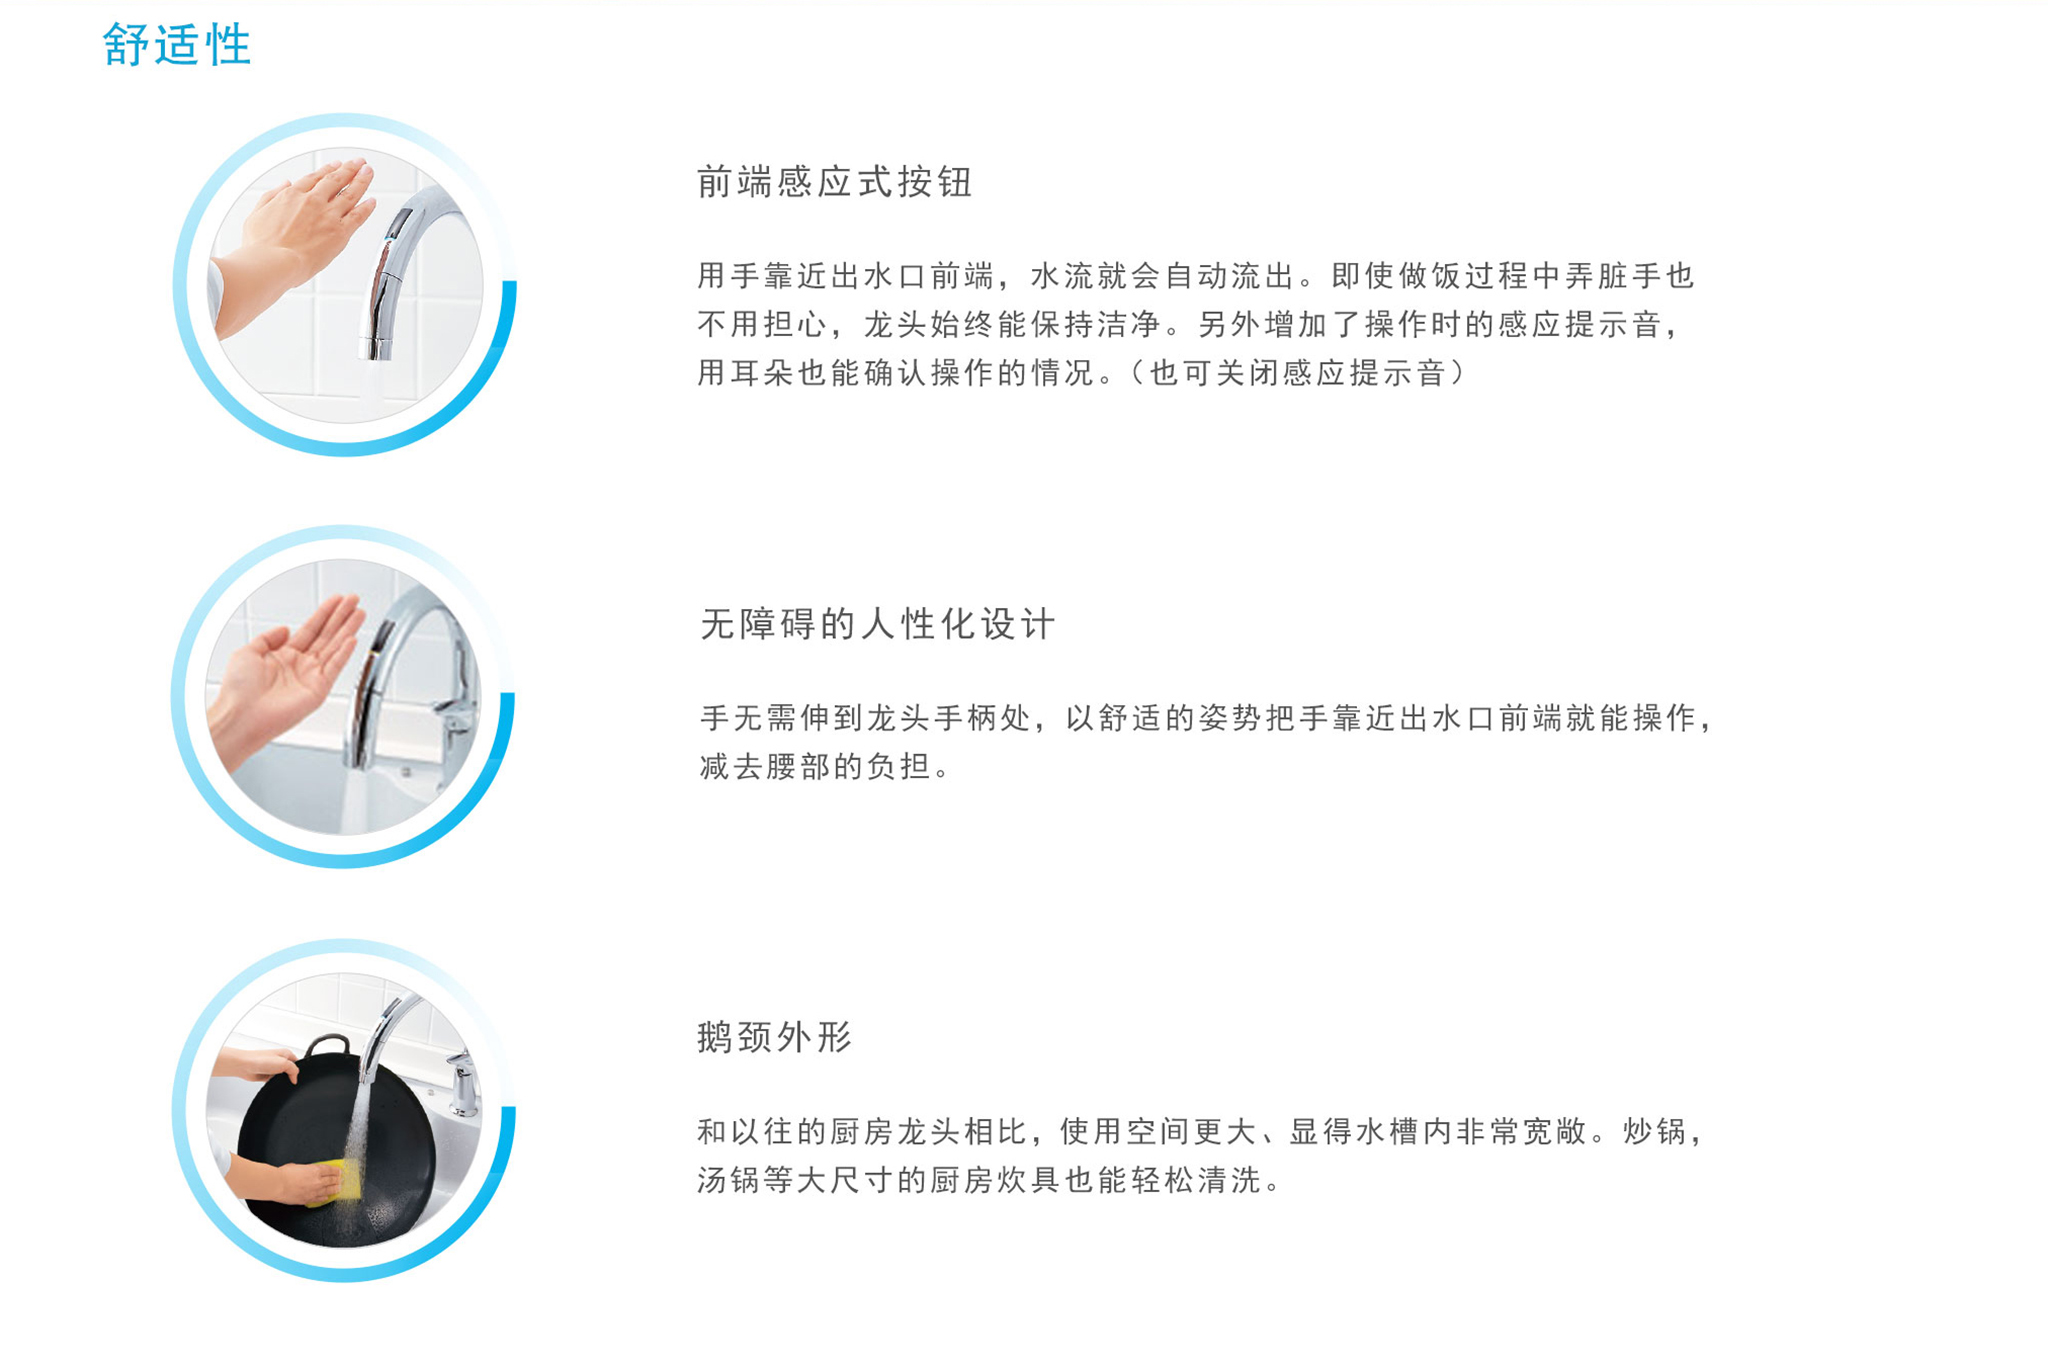 舒适性
前端感应式按钮
用手靠近出水口前端，水流就会自动流出。即使做饭过程中弄脏手也
不用担心，龙头始终能保持洁净。另外增加了操作时的感应提示音，
用耳朵也能确认操作的情况。（也可关闭感应提示音）
无障碍的人性化设计
手无需伸到龙头手柄处，以舒适的姿势把手靠近出水口前端就能操作，
减去腰部的负担。
鹅颈外形
和以往的厨房龙头相比，使用空间更大、显得水槽内非常宽敞。炒锅，
汤锅等大尺寸的厨房炊具也能轻松清洗。